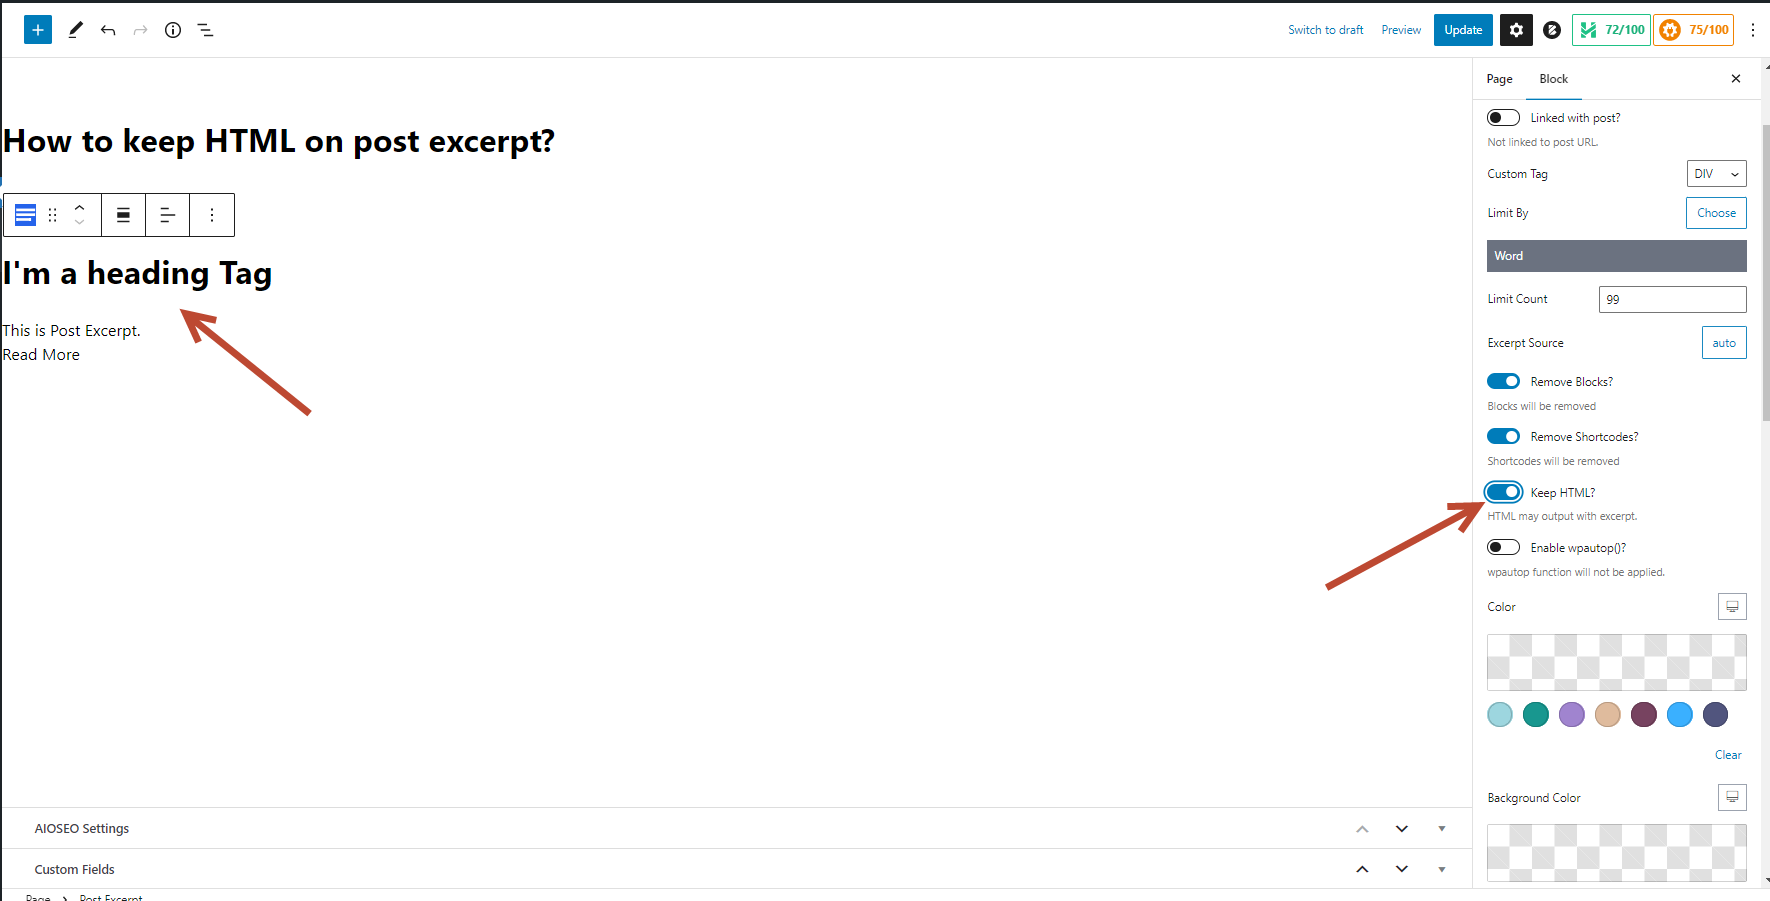 Switch to draft Preview Update 72/100 75/100
Page Block
How to keep HTML on post excerpt?
I'm a heading Tag
This is Post Excerpt.
Read More
Linked with post?
Not linked to post URL.
Custom Tag DIV
Limit By Choose
Word
Limit Count 99
Excerpt Source auto
Remove Blocks?
Blocks will be removed
Remove Shortcodes?
Shortcodes will be removed
Keep HTML?
HTML may output with excerpt.
Enable wpautop()?
wpautop function will not be applied.
Color
Clear
Background Color
AIOSEO Settings
Custom Fields
Page Post Excerpt